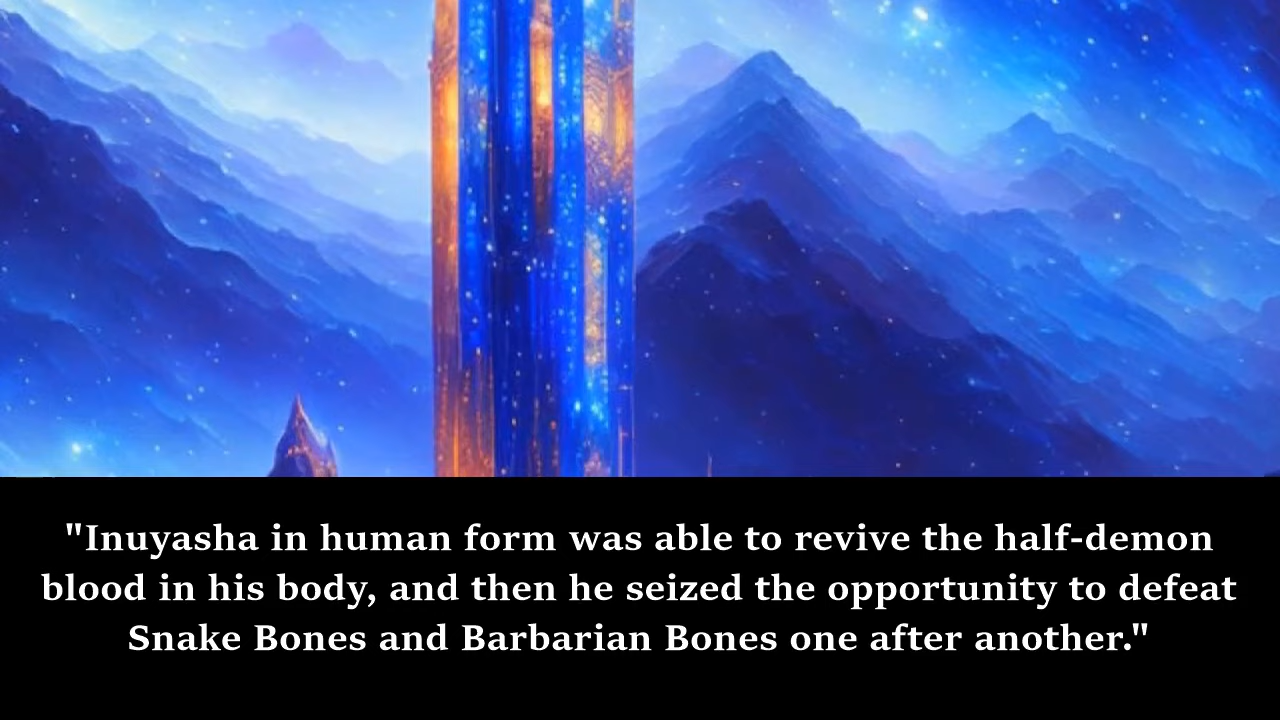 "Inuyasha in human form was able to revive the half-demon
blood in his body, and then he seized the opportunity to defeat
Snake Bones and Barbarian Bones one after another."